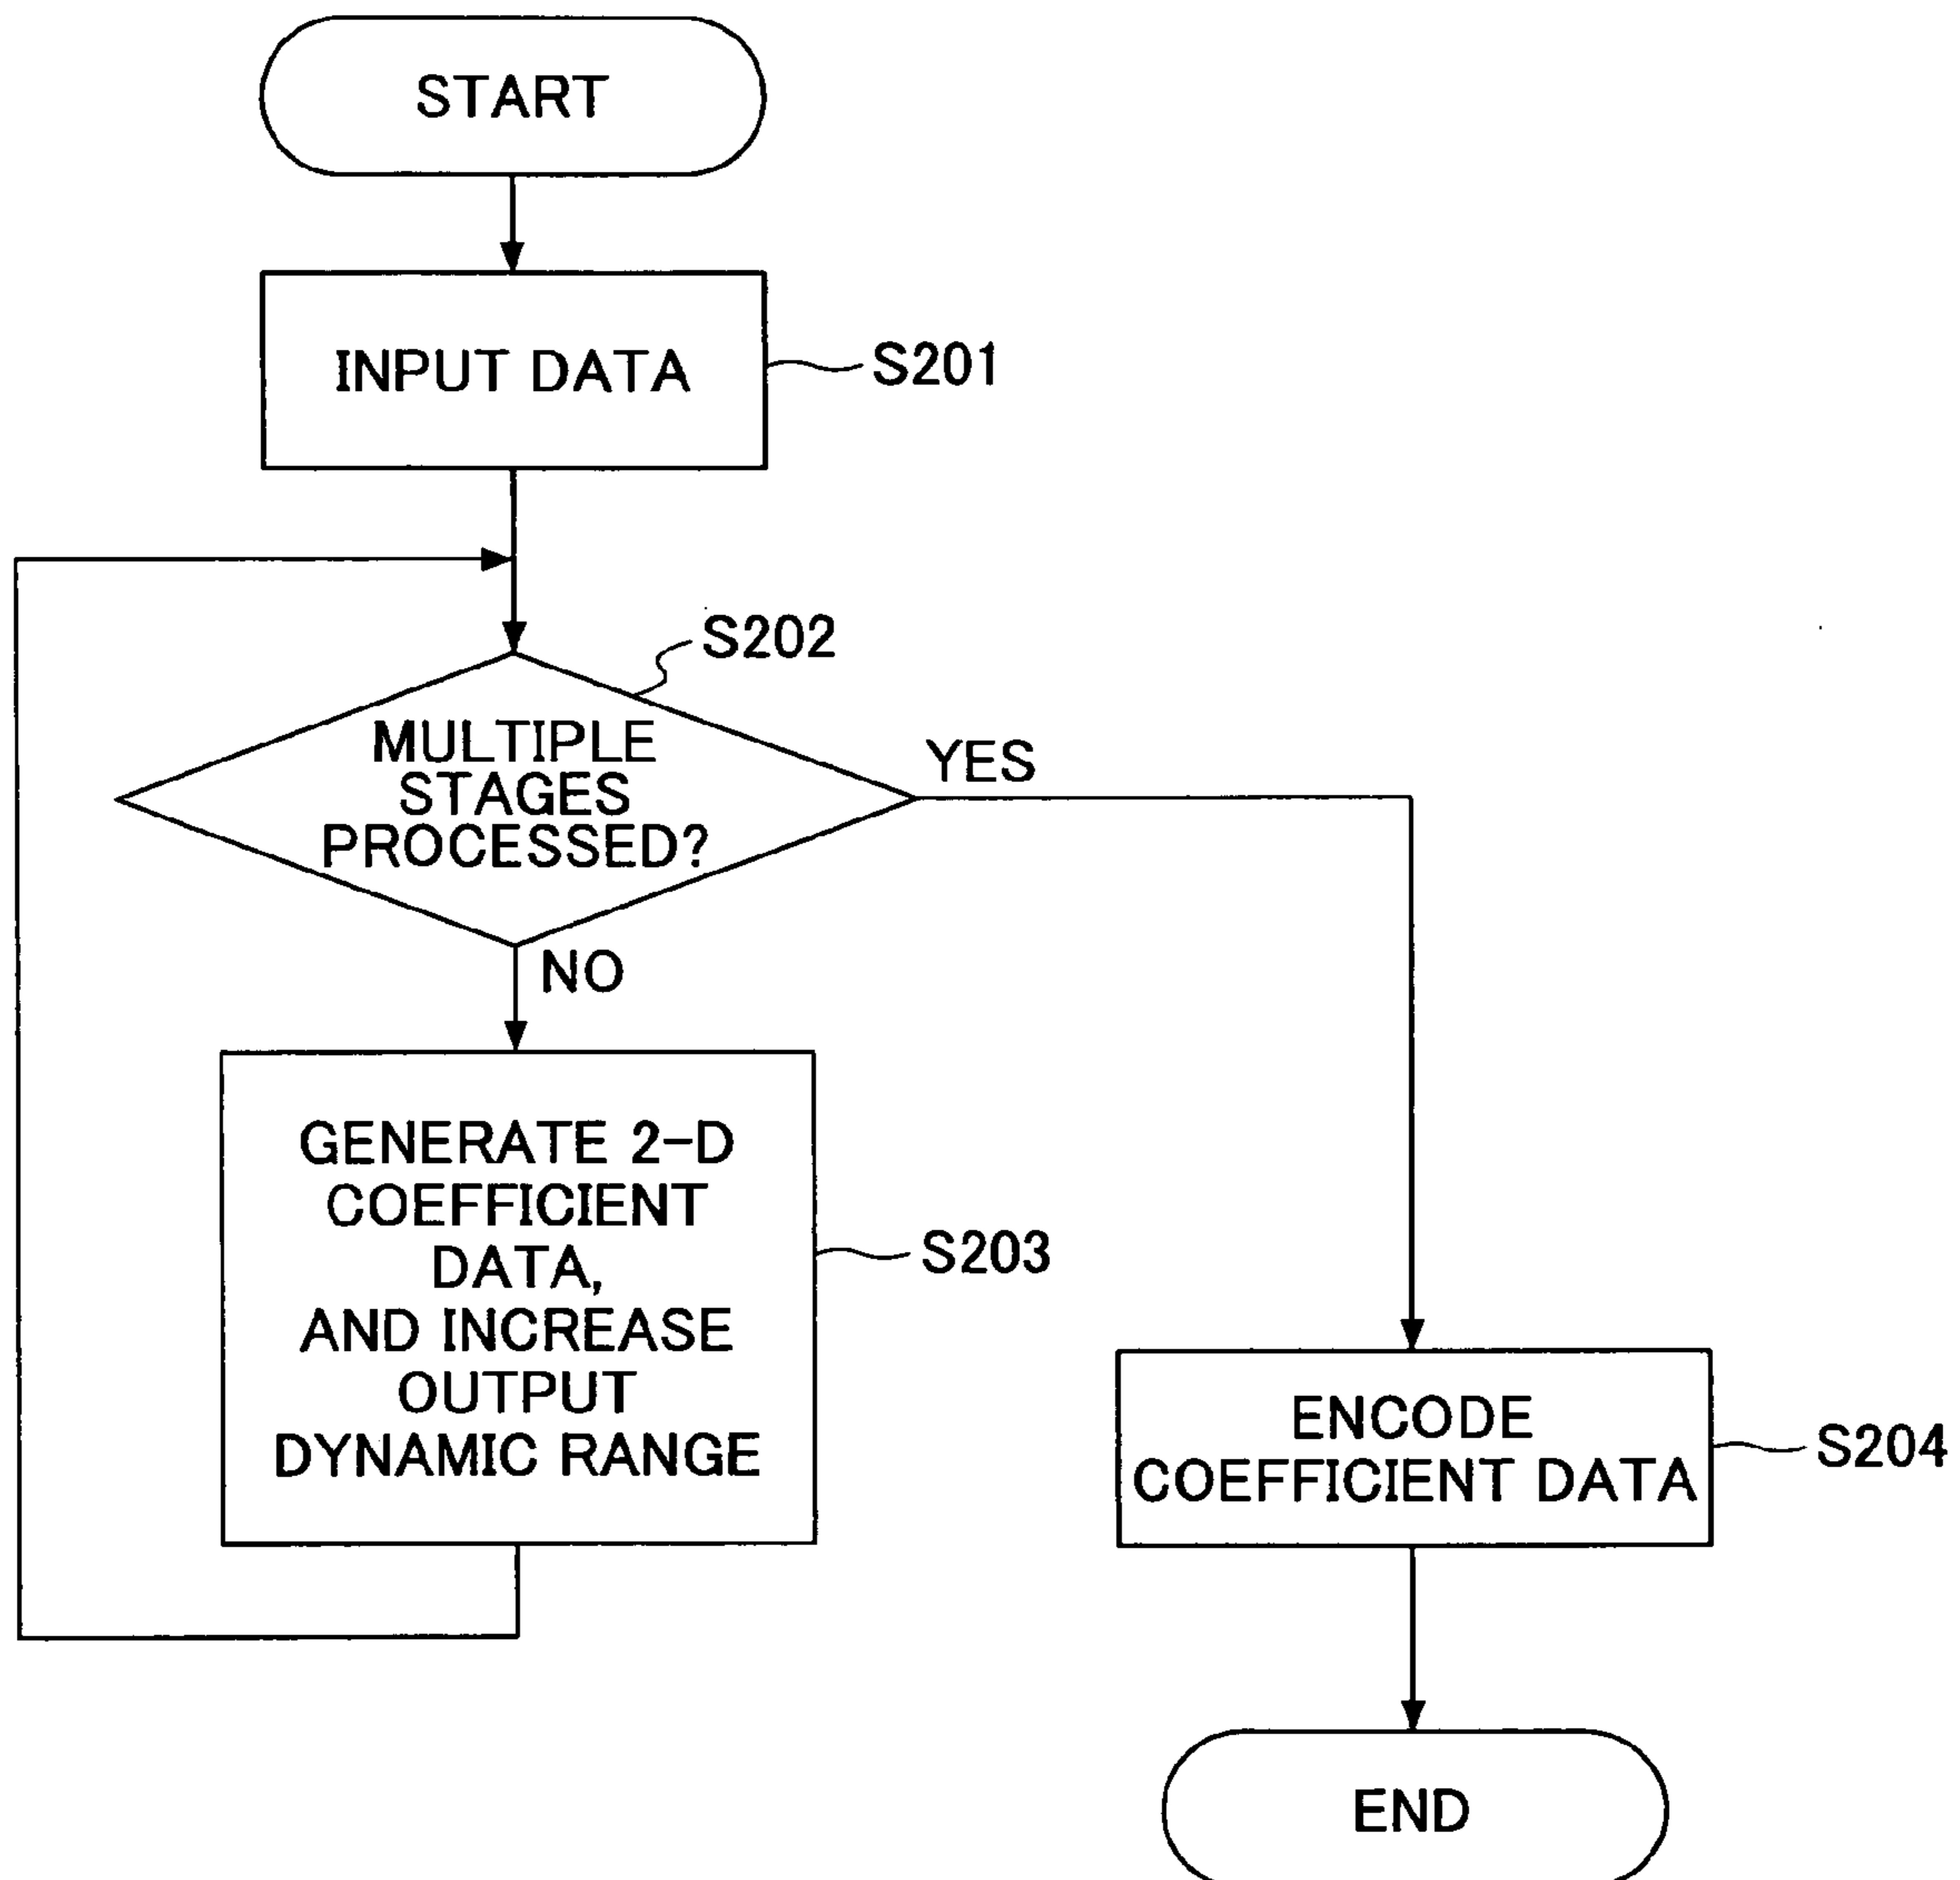 START
INPUT DATA
S201
S202
MULTIPLE
STAGES
PROCESSED?
YES
NO
GENERATE 2-D
COEFFICIENT
DATA,
AND INCREASE
OUTPUT
DYNAMIC RANGE
S203
ENCODE
COEFFICIENT DATA
S204
END